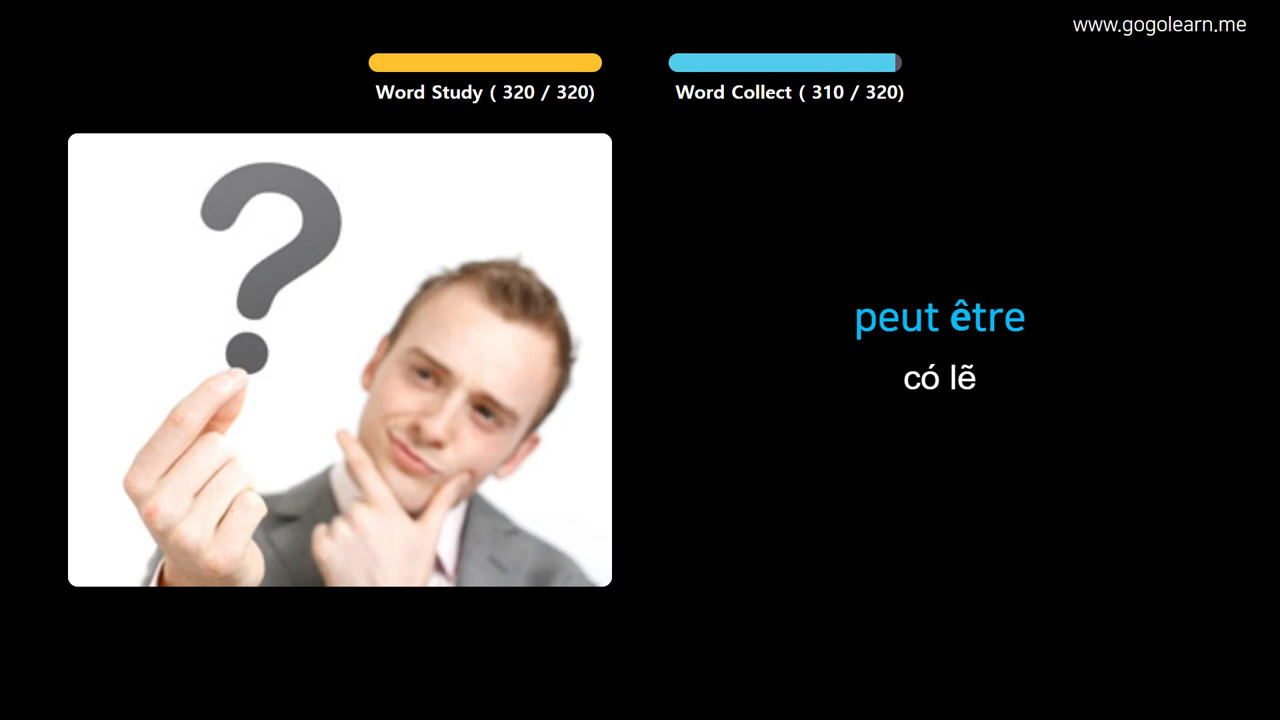 www.gogolearn.me
Word Study ( 320 / 320)
Word Collect ( 310 / 320)
?
peut être
có lẽ